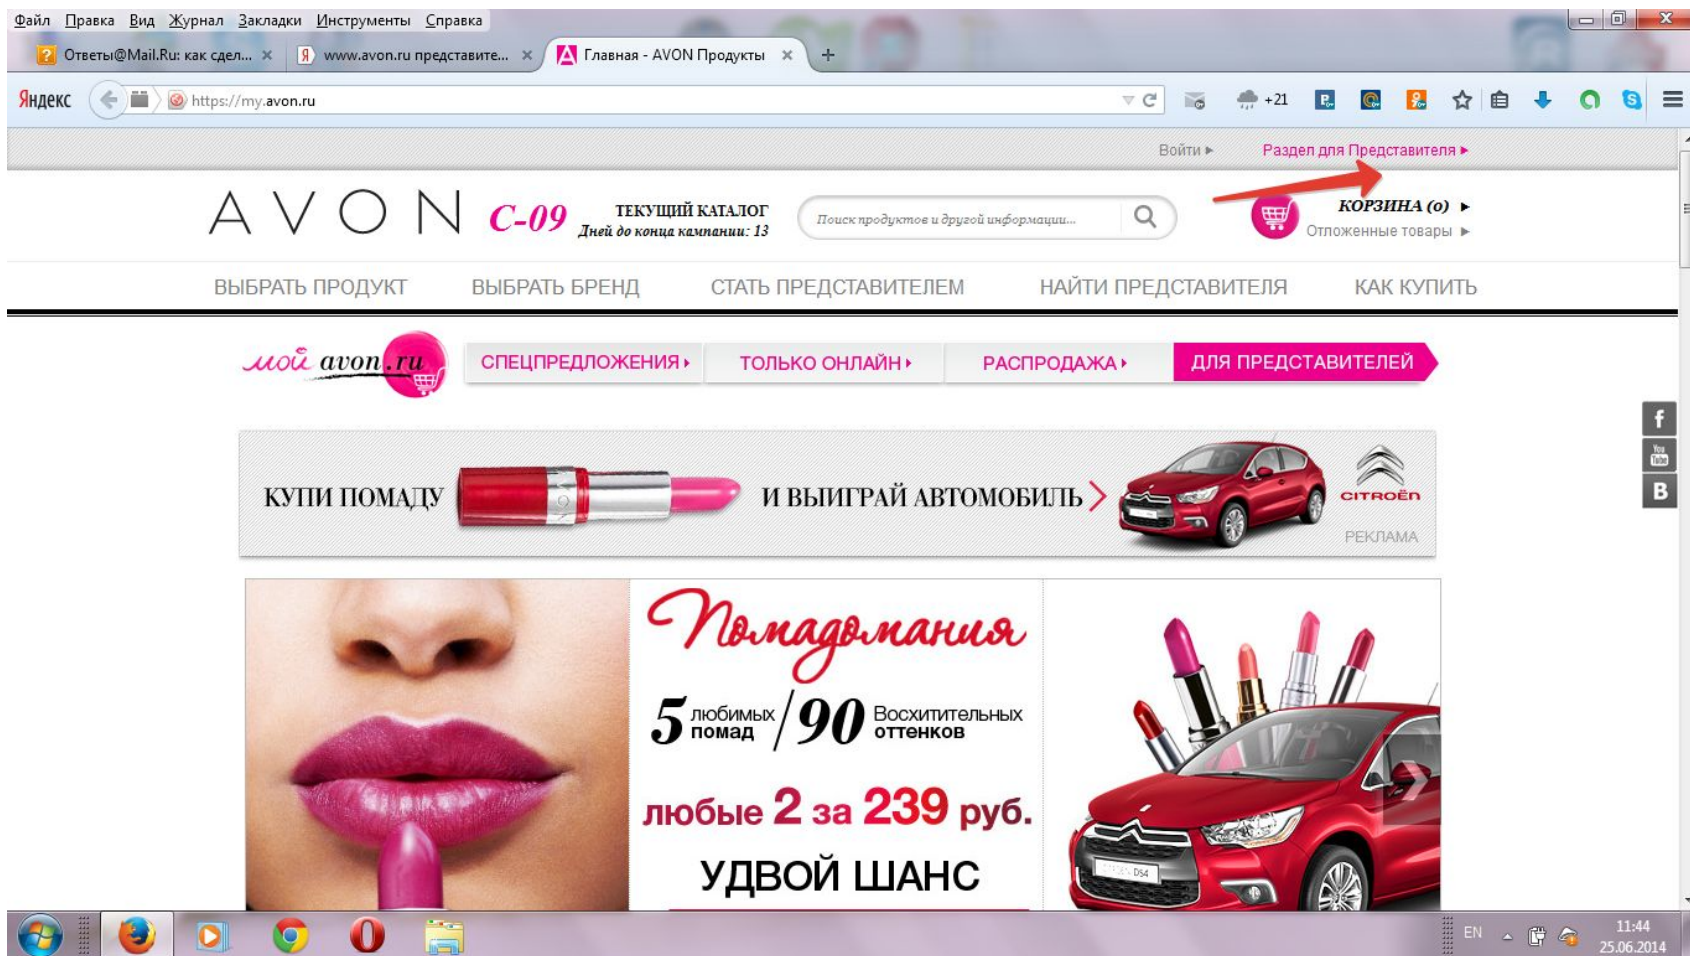 Файл Правка Вид Журнал Закладки Инструменты Справка
Ответы@Mail.Ru: как сдел...
www.avon.ru представите...
Главная - AVON Продукты
Яндекс
https://my.avon.ru
+21
Войти
Раздел для Представителя
AVON
C-09
ТЕКУЩИЙ КАТАЛОГ
Дней до конца кампании: 13
Поиск продуктов и другой информации...
КОРЗИНА (0)
Отложенные товары
ВЫБРАТЬ ПРОДУКТ
ВЫБРАТЬ БРЕНД
СТАТЬ ПРЕДСТАВИТЕЛЕМ
НАЙТИ ПРЕДСТАВИТЕЛЯ
КАК КУПИТЬ
мой avon.ru
СПЕЦПРЕДЛОЖЕНИЯ
ТОЛЬКО ОНЛАЙН
РАСПРОДАЖА
ДЛЯ ПРЕДСТАВИТЕЛЕЙ
f
You Tube
B
КУПИ ПОМАДУ
AVON
И ВЫИГРАЙ АВТОМОБИЛЬ
CITROËN
РЕКЛАМА
Помадомания
5 любимых помад / 90 Восхитительных оттенков
любые 2 за 239 руб.
УДВОЙ ШАНС
DS4
EN
11:44
25.06.2014